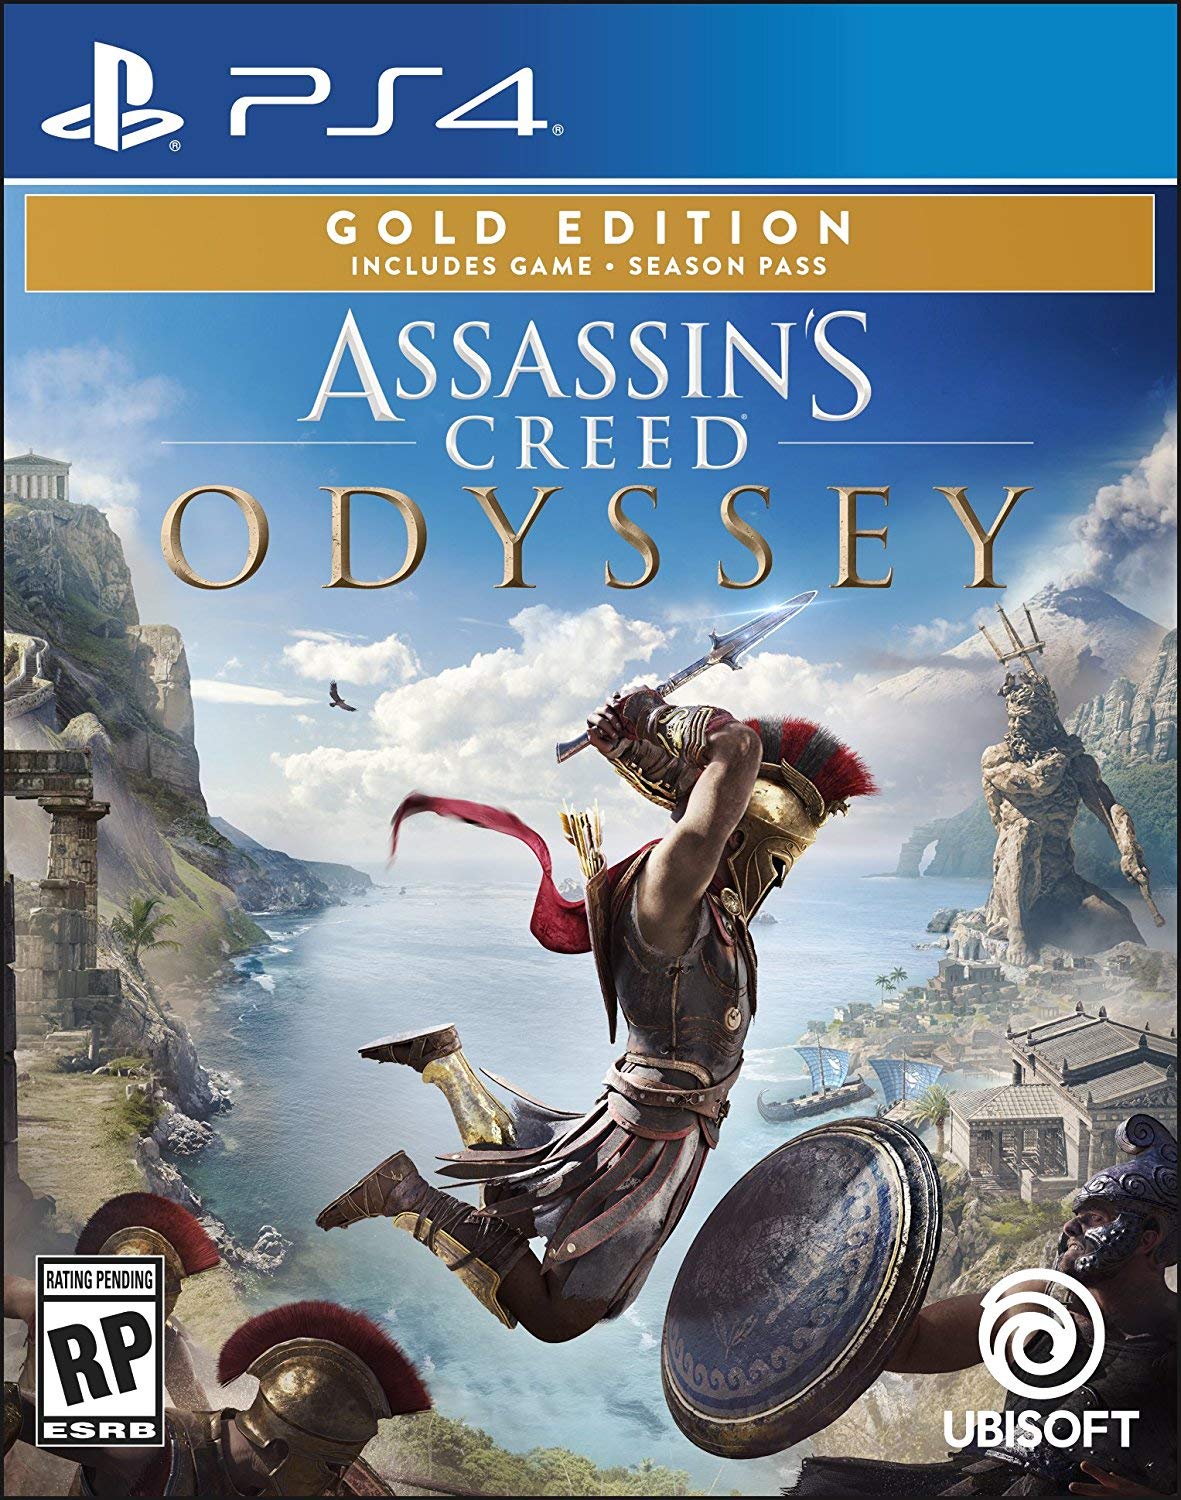 PS4
GOLD EDITION
INCLUDES GAME • SEASON PASS
ASSASSIN'S
CREED®
ODYSSEY
RATING PENDING
RP
ESRB
UBISOFT